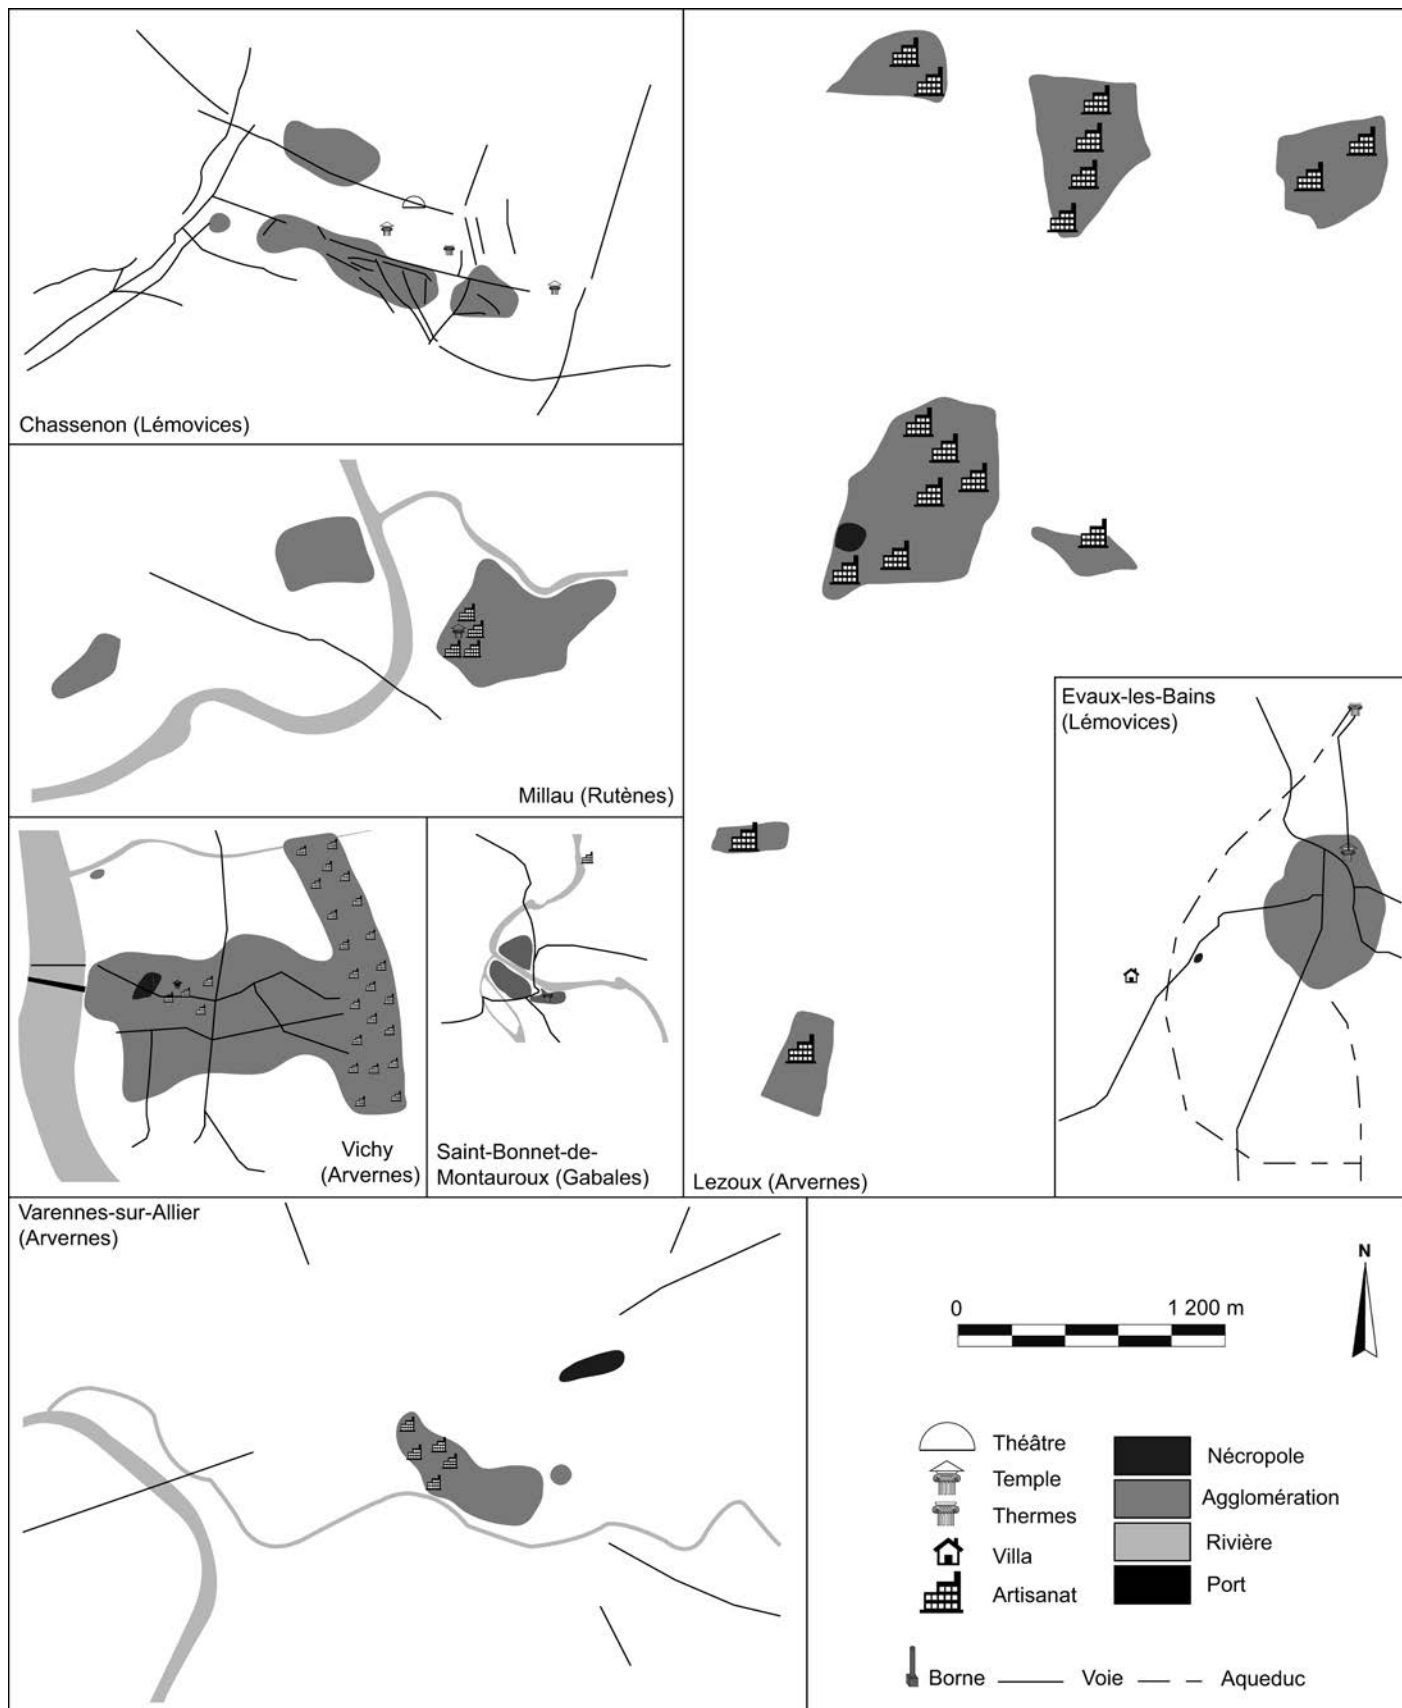 Chassenon (Lémovices)
Millau (Rutènes)
Evaux-les-Bains
(Lémovices)
Vichy
(Arvernes)
Saint-Bonnet-de-
Montauroux (Gabales)
Lezoux (Arvernes)
Varennes-sur-Allier
(Arvernes)
N
0 1 200 m
Théâtre
Temple
Thermes
Villa
Artisanat
Nécropole
Agglomération
Rivière
Port
Borne
Voie
Aqueduc